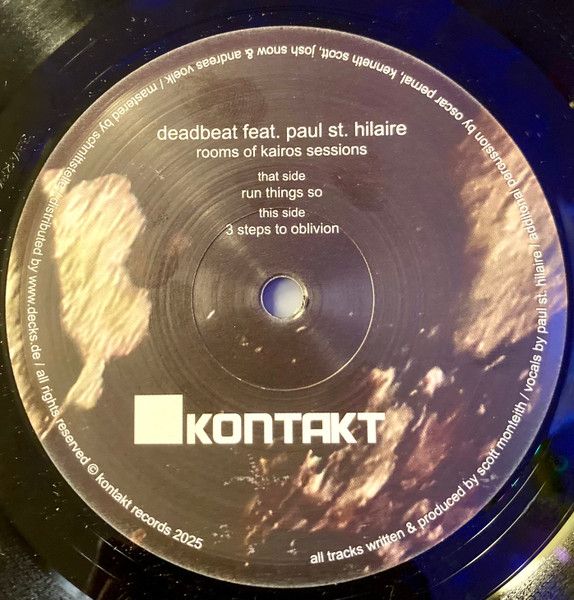 deadbeat feat. paul st. hilaire
rooms of kairos sessions
that side
run things so
this side
3 steps to oblivion
KONTAKT
all tracks written & produced by scott monteith / vocals by paul st. hilaire / additional percussion by oscar pernal, kenneth scott, josh snow & andreas voelk / mastered by schnittstelle / distributed by www.decks.de / all rights reserved © kontakt records 2025